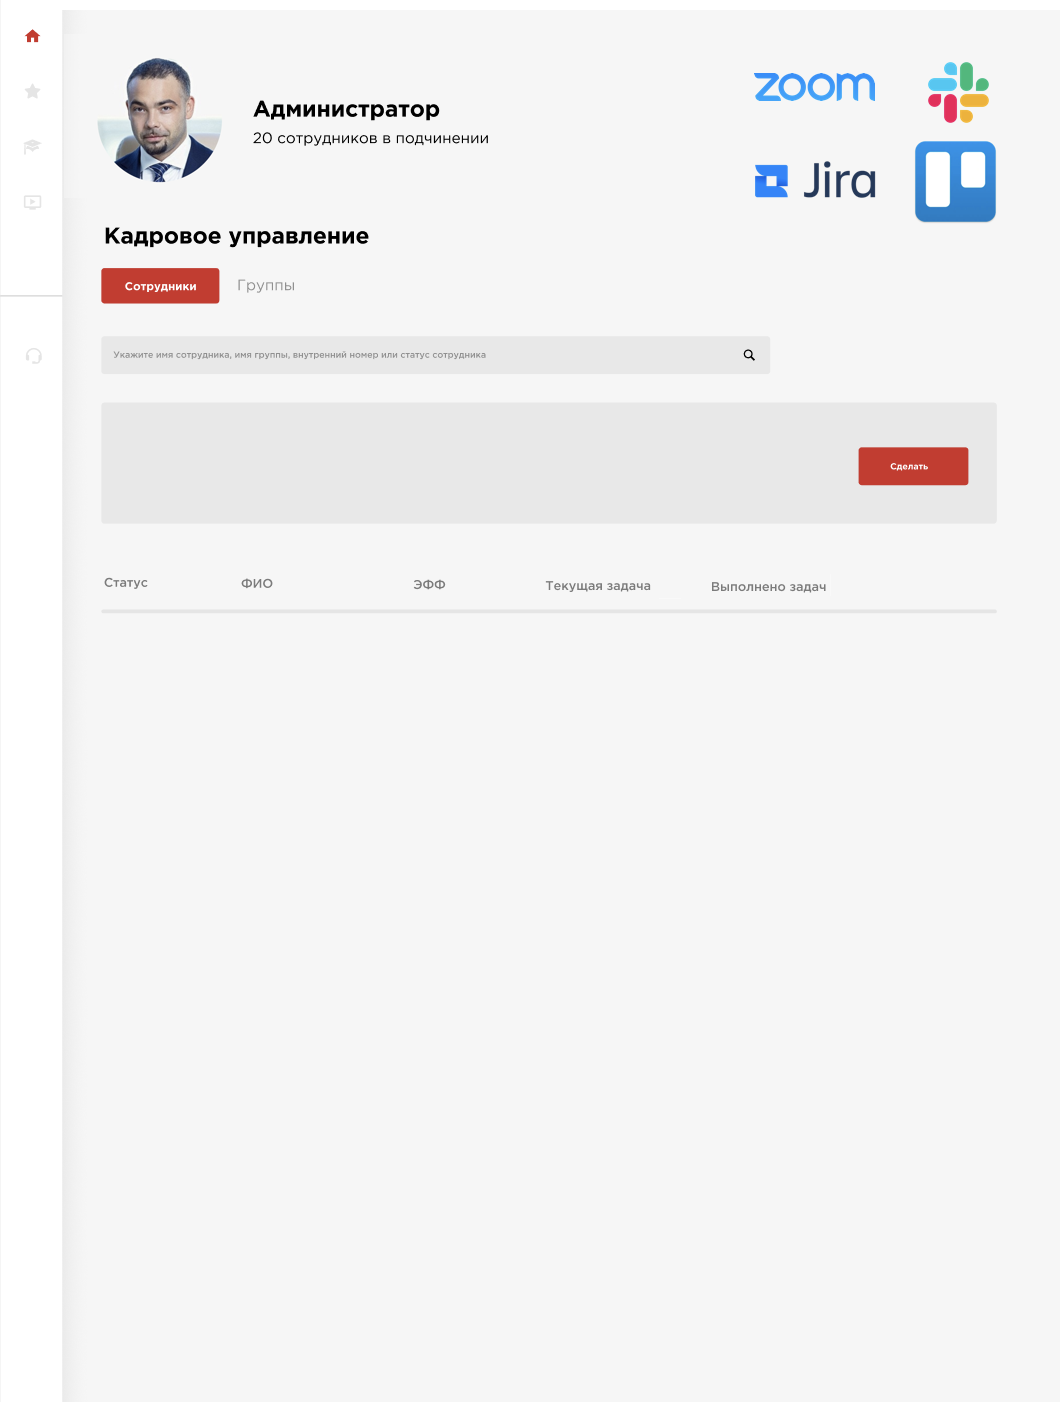 Администратор
20 сотрудников в подчинении
zoom
Jira
Кадровое управление
Сотрудники
Группы
Укажите имя сотрудника, имя группы, внутренний номер или статус сотрудника
Сделать
Статус
ФИО
ЭФФ
Текущая задача
Выполнено задач